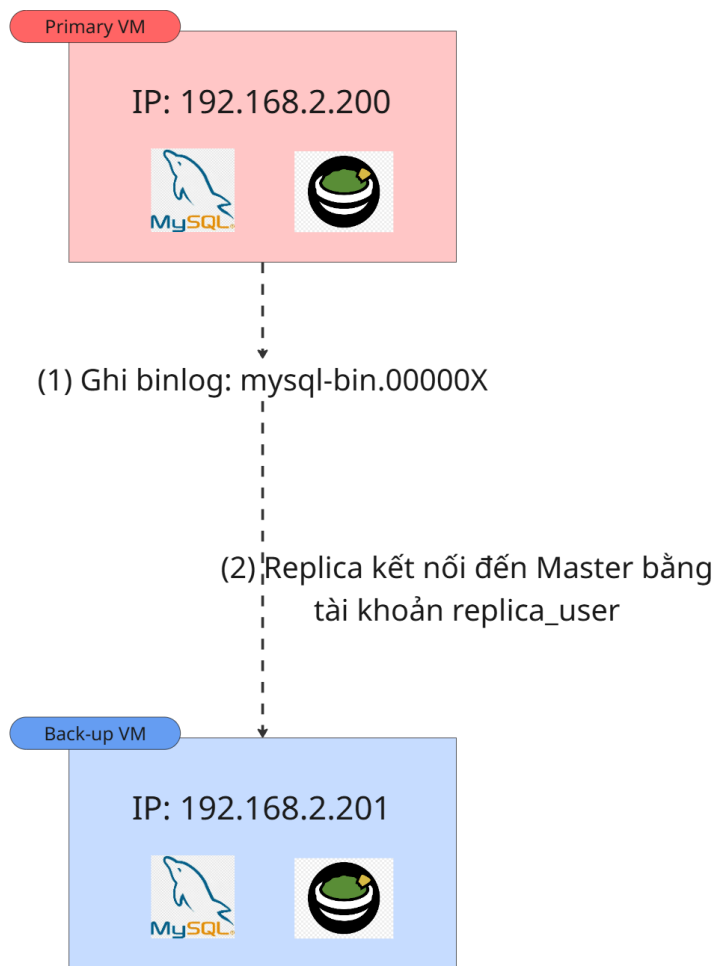 Primary VM
IP: 192.168.2.200
MySQL®
(1) Ghi binlog: mysql-bin.00000X
(2) Replica kết nối đến Master bằng
tài khoản replica_user
Back-up VM
IP: 192.168.2.201
MySQL®